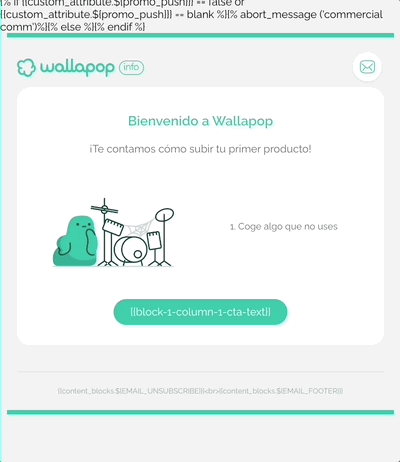 {% if {{custom_attribute.${promo_push}}} == false or
{{custom_attribute.${promo_push}}} == blank %}{% abort_message ('commercial
comm')%}{% else %}{% endif %}
wallapop info
Bienvenido a Wallapop
¡Te contamos cómo subir tu primer producto!
1. Coge algo que no uses
[[block-1-column-1-cta-text]]
{{content_blocks.${EMAIL_UNSUBSCRIBE}}}<br>{{content_blocks.${EMAIL_FOOTER}}}